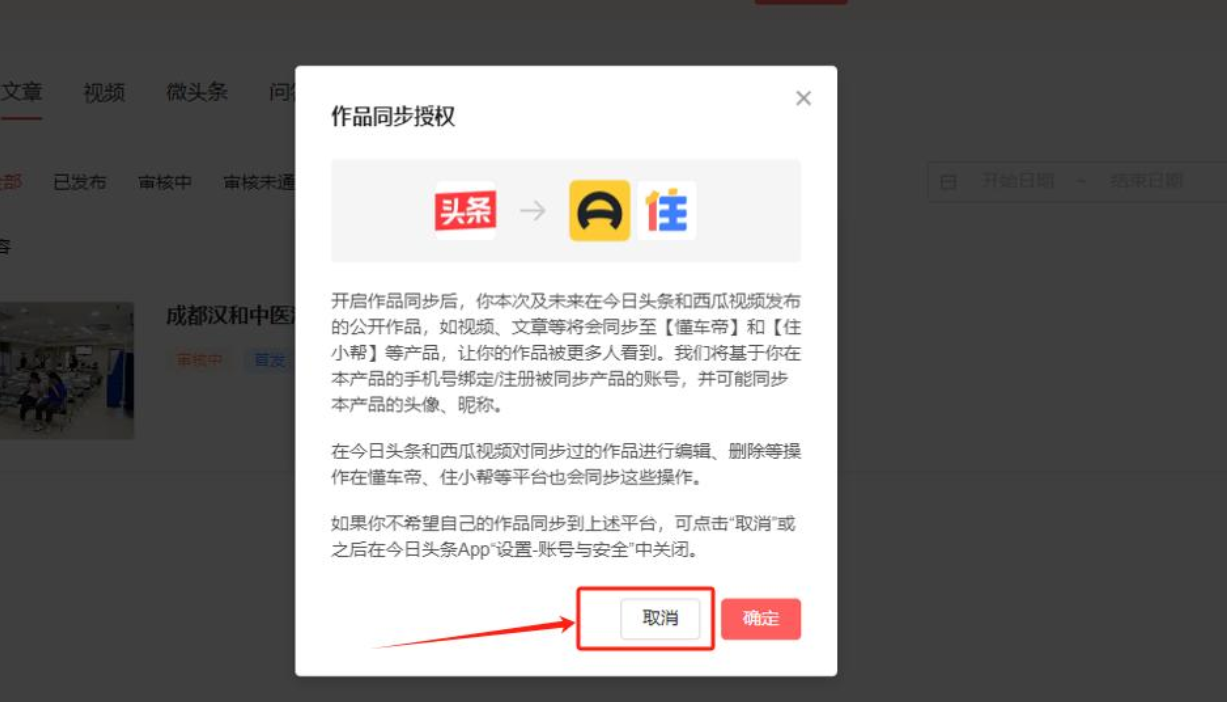 文章 视频 微头条
作品同步授权
已发布 审核中 审核未通
开始日期 ~ 结束日期
头条 → 住
容
成都汉和中医
审核中 首发
开启作品同步后，你本次及未来在今日头条和西瓜视频发布
的公开作品，如视频、文章等将会同步至【懂车帝】和【住
小帮】等产品，让你的作品被更多人看到。我们将基于你在
本产品的手机号绑定/注册被同步产品的账号，并可能同步
本产品的头像、昵称。
在今日头条和西瓜视频对同步过的作品进行编辑、删除等操
作在懂车帝、住小帮等平台也会同步这些操作。
如果你不希望自己的作品同步到上述平台，可点击“取消”或
之后在今日头条App“设置-账号与安全”中关闭。
取消 确定